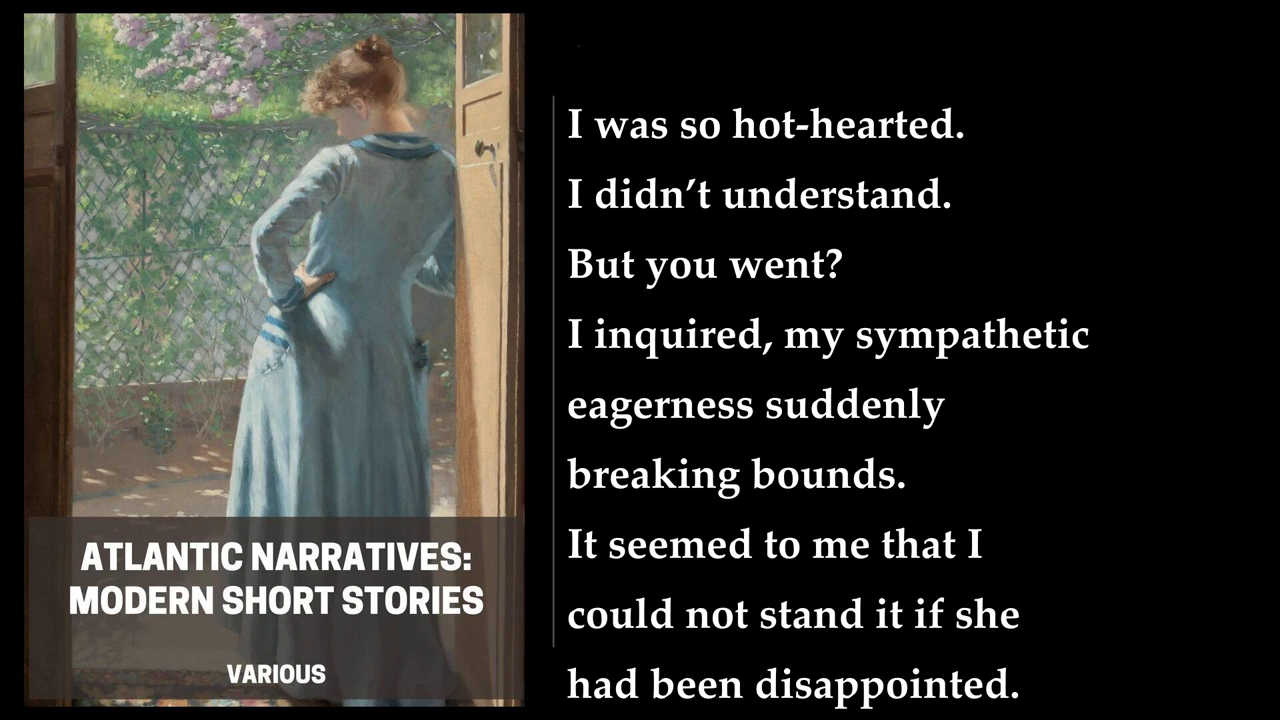 ATLANTIC NARRATIVES:
MODERN SHORT STORIES
VARIOUS
I was so hot-hearted.
I didn’t understand.
But you went?
I inquired, my sympathetic
eagerness suddenly
breaking bounds.
It seemed to me that I
could not stand it if she
had been disappointed.